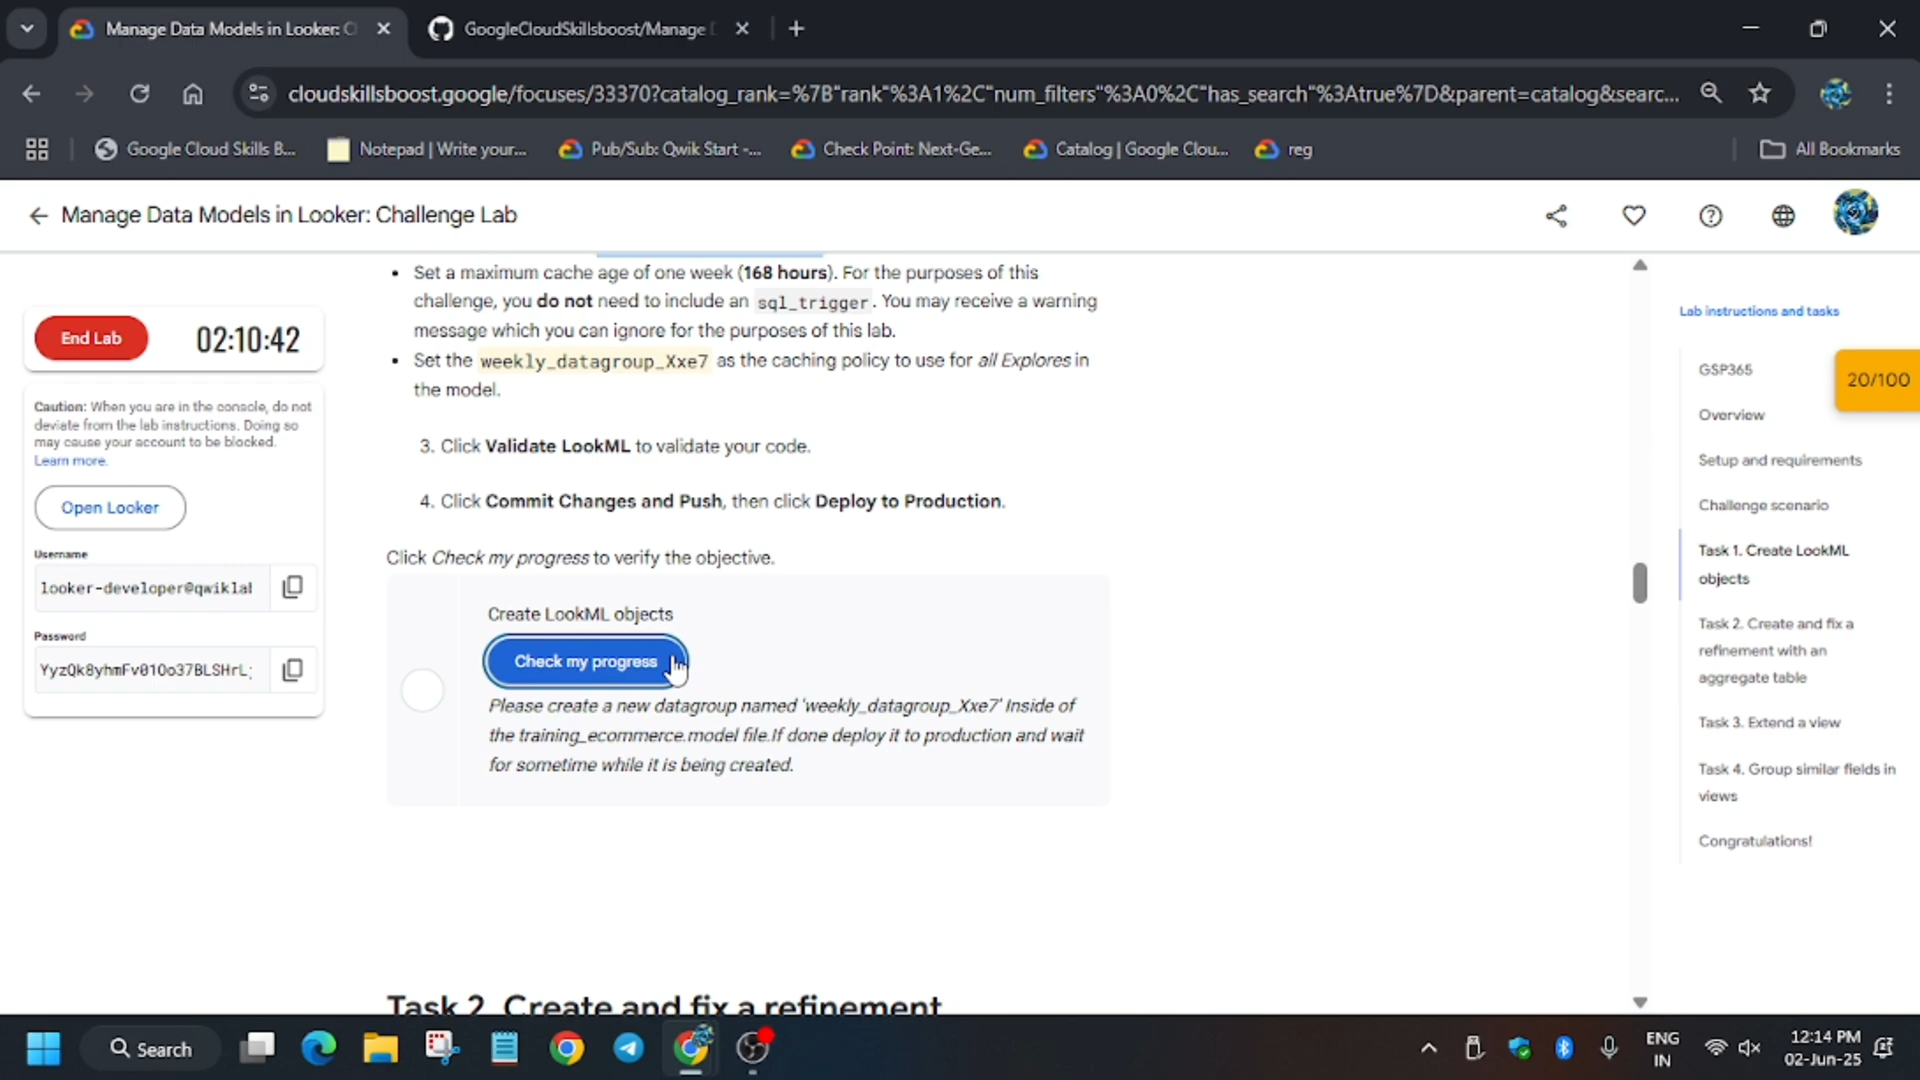 Manage Data Models in Looker: C
GoogleCloudSkillsboost/Manage D
cloudskillsboost.google/focuses/33370?catalog_rank=%7B"rank"%3A1%2C"num_filters"%3A0%2C"has_search"%3Atrue%7D&parent=catalog&searc...
Google Cloud Skills B...
Notepad | Write your...
Pub/Sub: Qwik Start -...
Check Point: Next-Ge...
Catalog | Google Clou...
reg
All Bookmarks
Manage Data Models in Looker: Challenge Lab
End Lab
02:10:42
Caution: When you are in the console, do not
deviate from the lab instructions. Doing so
may cause your account to be blocked.
Learn more.
Open Looker
Username
looker-developer@qwiklal
Password
YyzQk8yhmFv01Oo37BLSHrL;
• Set a maximum cache age of one week (168 hours). For the purposes of this
challenge, you do not need to include an sql_trigger. You may receive a warning
message which you can ignore for the purposes of this lab.
• Set the weekly_datagroup_Xxe7 as the caching policy to use for all Explores in
the model.
3. Click Validate LookML to validate your code.
4. Click Commit Changes and Push, then click Deploy to Production.
Click Check my progress to verify the objective.
Create LookML objects
Check my progress
Please create a new datagroup named 'weekly_datagroup_Xxe7' Inside of
the training_ecommerce.model file.If done deploy it to production and wait
for sometime while it is being created.
Task 2. Create and fix a refinement
Lab instructions and tasks
GSP365
20/100
Overview
Setup and requirements
Challenge scenario
Task 1. Create LookML
objects
Task 2. Create and fix a
refinement with an
aggregate table
Task 3. Extend a view
Task 4. Group similar fields in
views
Congratulations!
Search
ENG
IN
12:14 PM
02-Jun-25